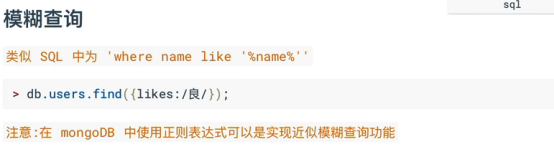 sql
模糊查询
类似 SQL 中为 'where name like '%name%''
> db.users.find({likes:/良/});
注意:在 mongoDB 中使用正则表达式可以是实现近似模糊查询功能